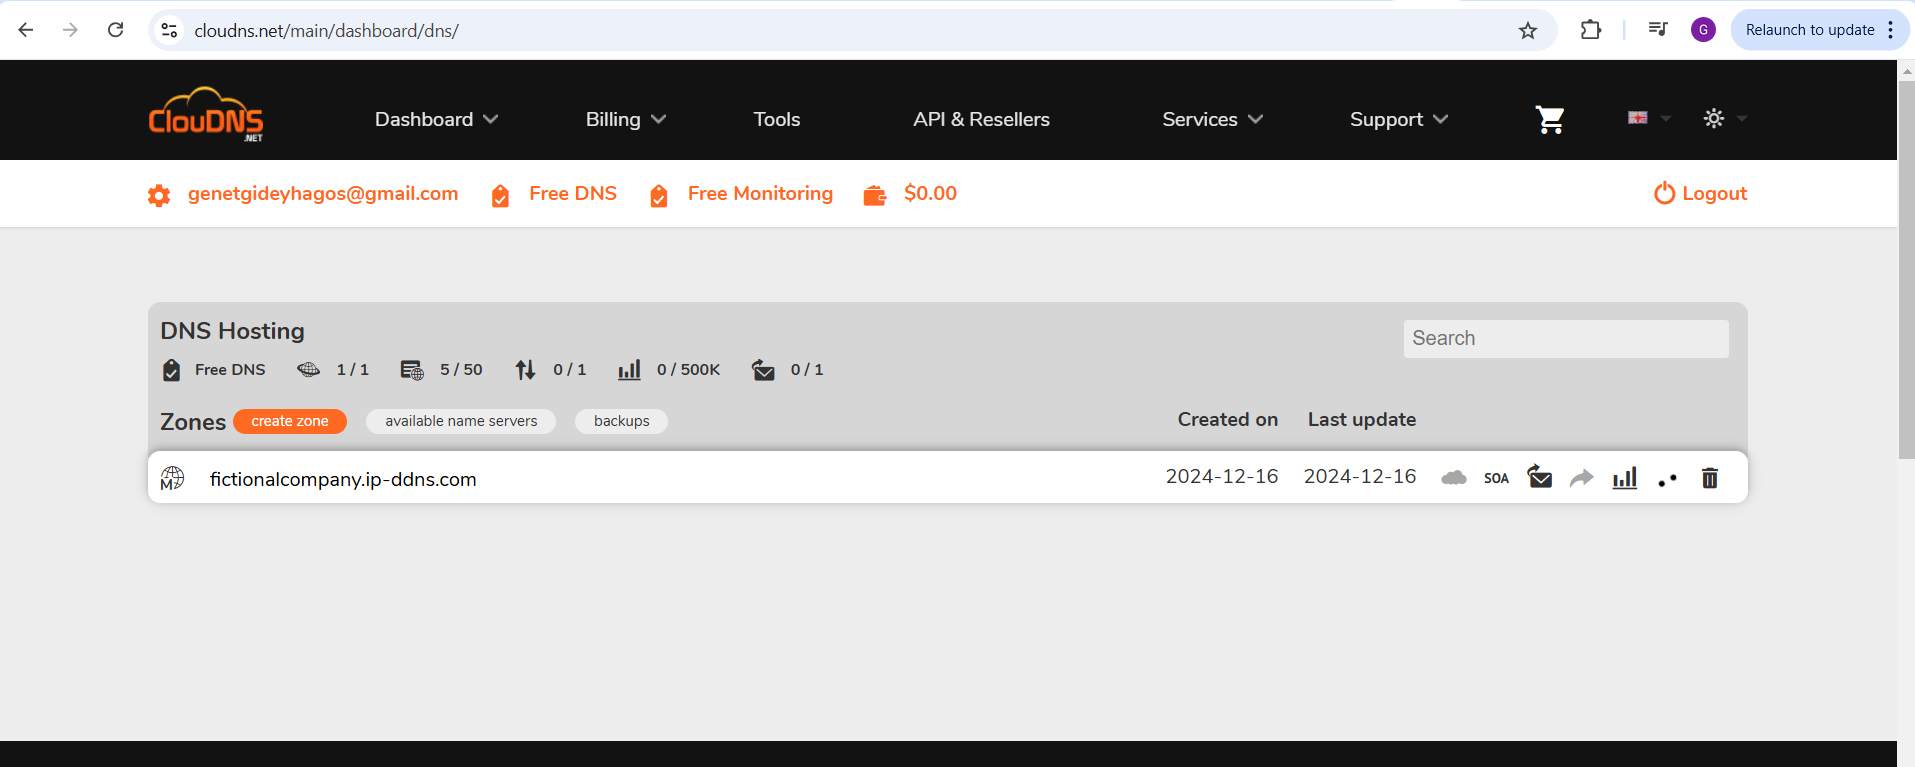 cloudns.net/main/dashboard/dns/
G
Relaunch to update
ClouDNS
.NET
Dashboard
Billing
Tools
API & Resellers
Services
Support
genetgideyhagos@gmail.com
Free DNS
Free Monitoring
$0.00
Logout
DNS Hosting
Search
Free DNS 1 / 1 5 / 50 0 / 1 0 / 500K 0 / 1
Zones create zone available name servers backups Created on Last update
M fictionalcompany.ip-ddns.com 2024-12-16 2024-12-16 SOA